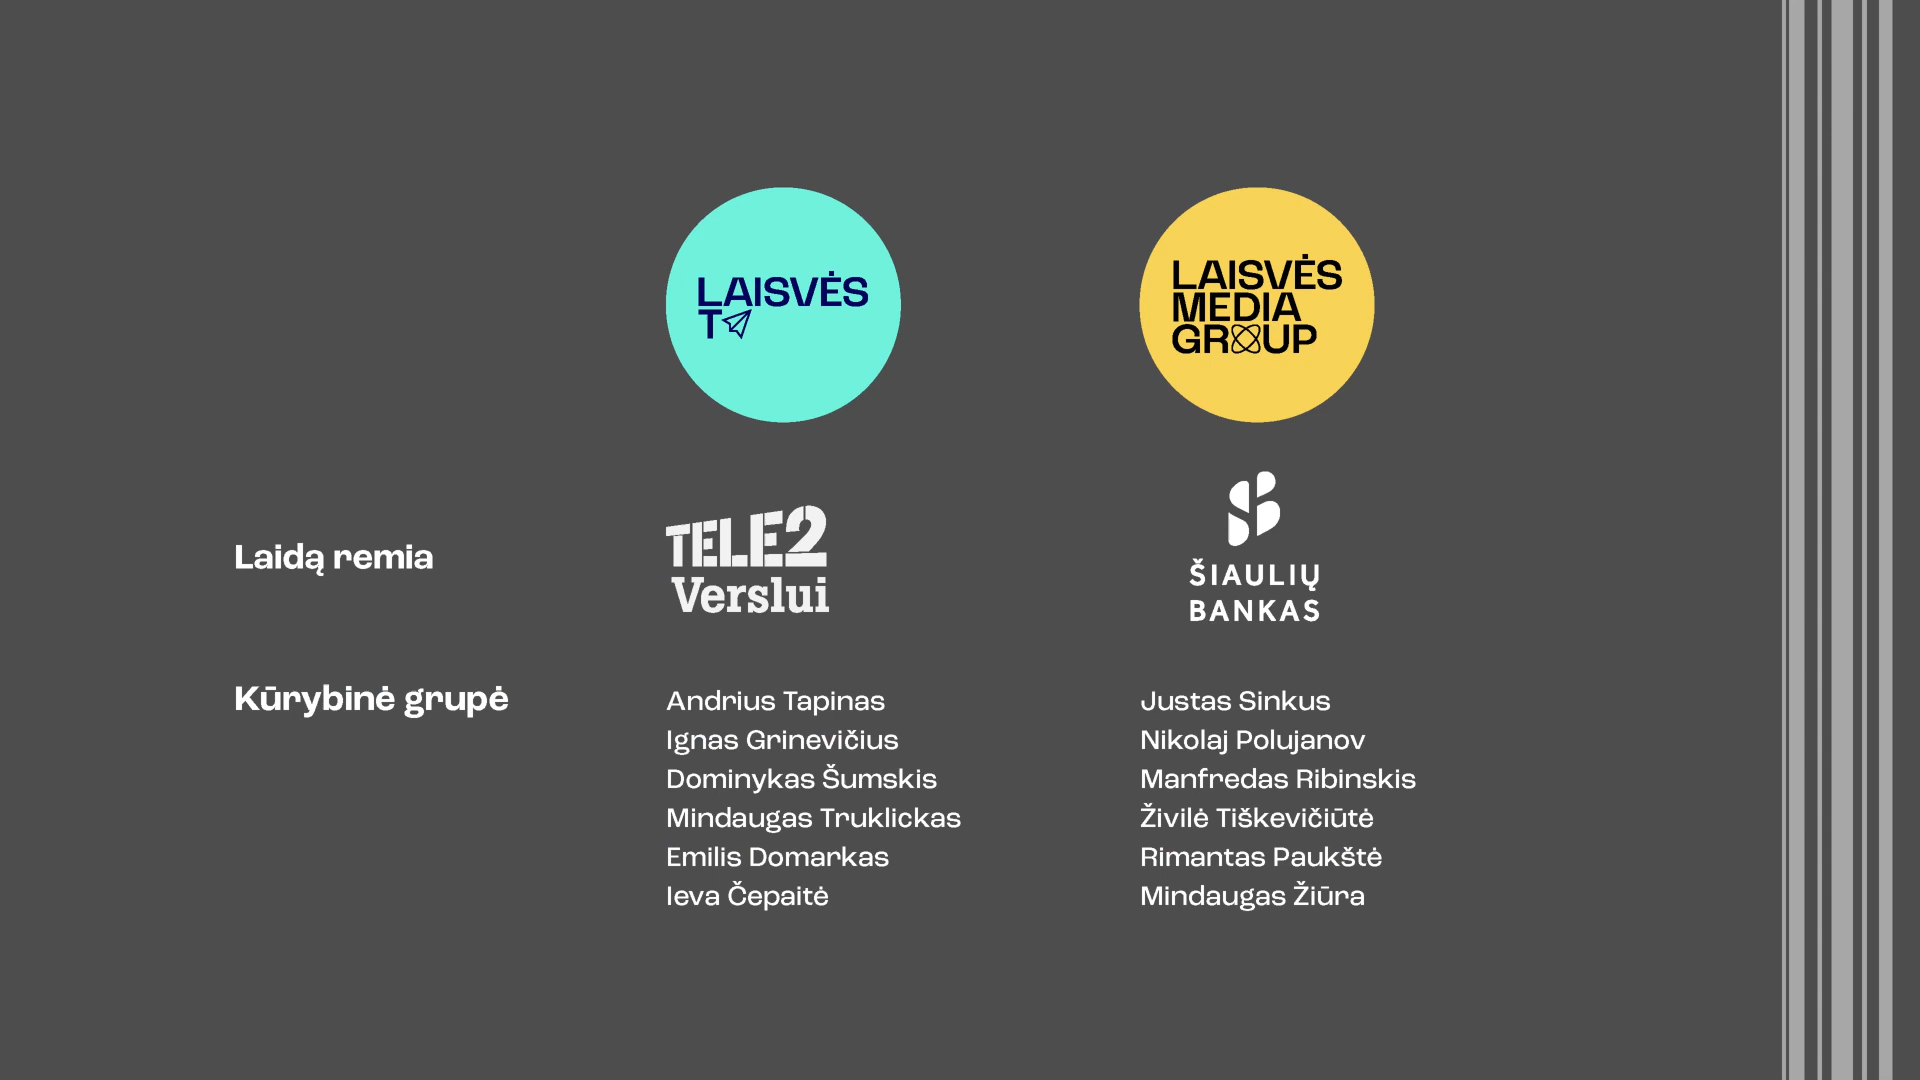 LAISVĖS
T
LAISVĖS
MEDIA
GROUP
Laidą remia
TELE2
Verslui
ŠIAULIŲ
BANKAS
Kūrybinė grupė
Andrius Tapinas
Ignas Grinevičius
Dominykas Šumskis
Mindaugas Truklickas
Emilis Domarkas
Ieva Čepaitė
Justas Sinkus
Nikolaj Polujanov
Manfredas Ribinskis
Živilė Tiškevičiūtė
Rimantas Paukštė
Mindaugas Žiūra